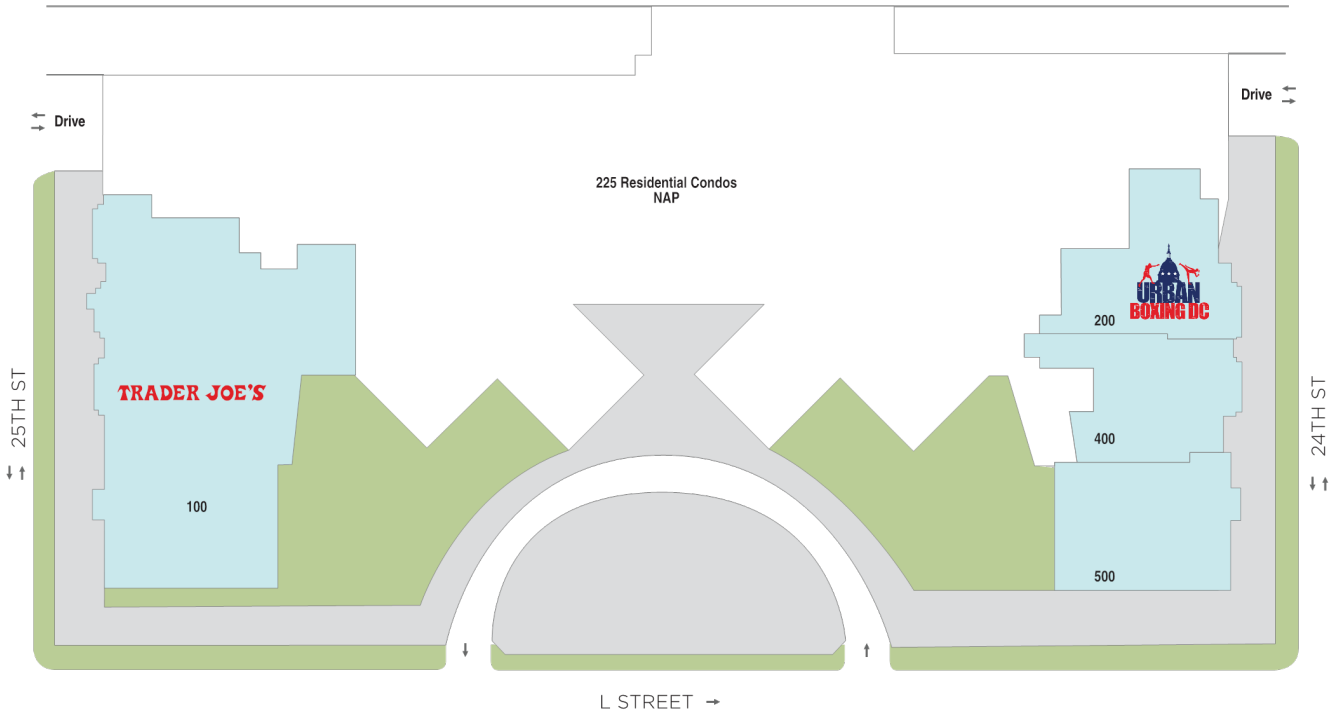 Drive
Drive
225 Residential Condos
NAP
URBAN
BOXING DC
200
25TH ST
TRADER JOE'S
24TH ST
400
100
500
L STREET